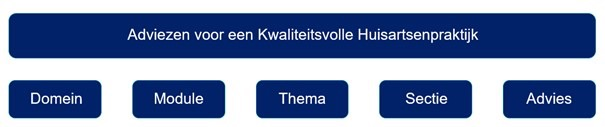 Adviezen voor een Kwaliteitsvolle Huisartsenpraktijk
Domein Module Thema Sectie Advies